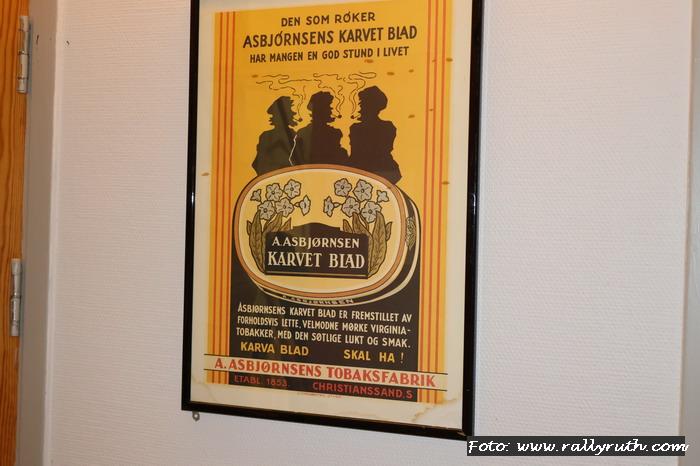 DEN SOM RØKER
ASBJØRNSENS KARVET BLAD
HAR MANGEN EN GOD STUND I LIVET
A. ASBJØRNSEN
KARVET BLAD
A. ASBJØRNSEN
ASBJØRNSENS KARVET BLAD ER FREMSTILLET AV
FORHOLDSVIS LETTE, VELMODNE MØRKE VIRGINIA-
TOBAKKER, MED DEN SØTLIGE LUKT OG SMAK.
KARVA BLAD SKAL HA!
A. ASBJØRNSENS TOBAKSFABRIK
ETABL. 1853. CHRISTIANSSAND, S
Foto: www.rallyruth.com